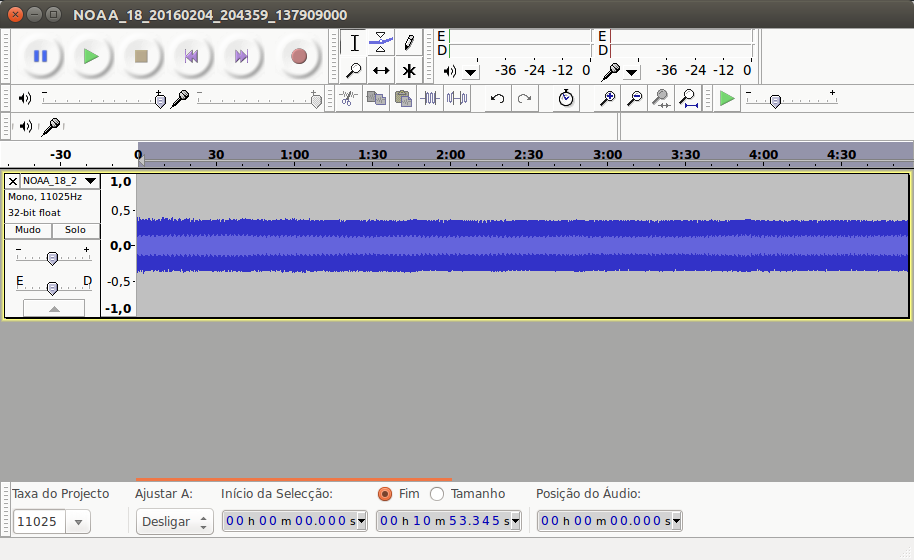 NOAA_18_20160204_204359_137909000
E
D
-36 -24 -12 0
E
D
-36 -24 -12 0
-30 0 30 1:00 1:30 2:00 2:30 3:00 3:30 4:00 4:30
NOAA_18_2
Mono, 11025Hz
32-bit float
Mudo Solo
- +
E D
1,0
0,5-
0,0-
-0,5-
-1,0
Taxa do Projecto Ajustar A: Início da Selecção: Fim Tamanho Posição do Áudio:
11025 Desligar 00 h 00 m 00.000 s 00 h 10 m 53.345 s 00 h 00 m 00.000 s